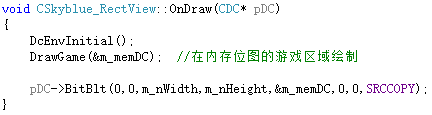 void CSkyblue_RectView::OnDraw(CDC* pDC)
{
    DcEnvInitial();
    DrawGame(&m_memDC);  //在内存位图的游戏区域绘制
    pDC->BitBlt(0,0,m_nWidth,m_nHeight,&m_memDC,0,0,SRCCOPY);
}